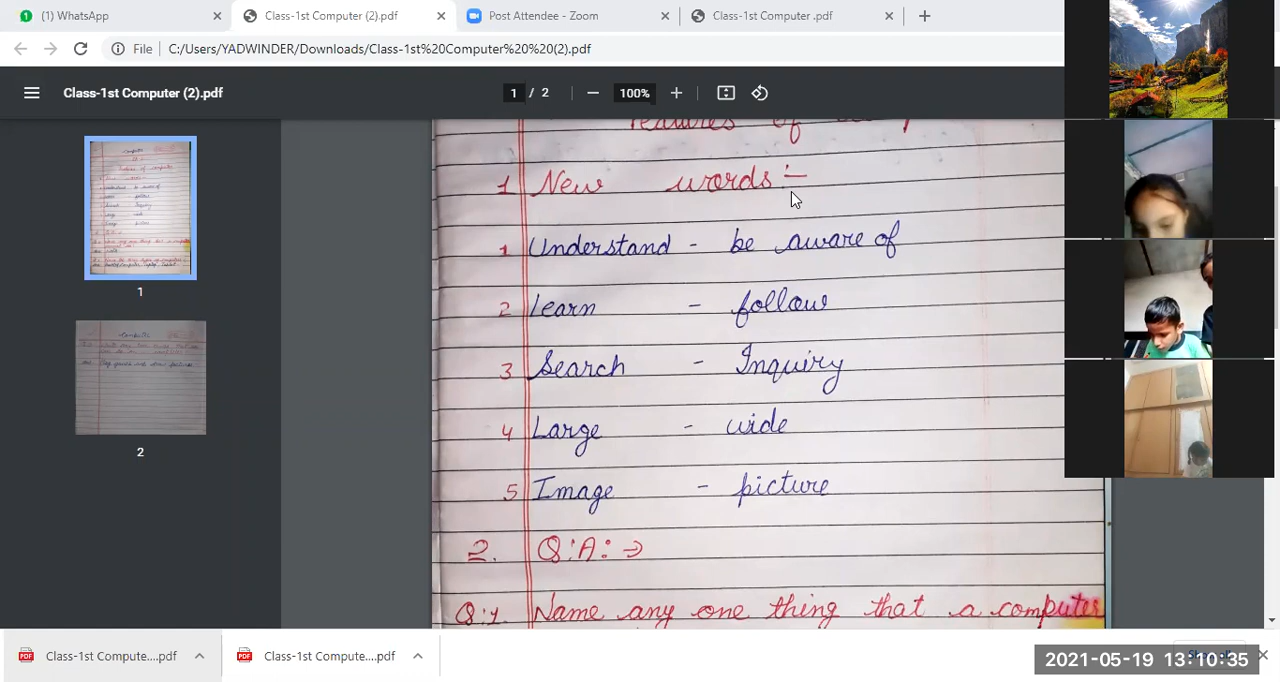 (1) WhatsApp
Class-1st Computer (2).pdf
Post Attendee - Zoom
Class-1st Computer .pdf
File
C:/Users/YADWINDER/Downloads/Class-1st%20Computer%20%20(2).pdf
Class-1st Computer (2).pdf
1 / 2
100%
Features of
1 New words :-
1 Understand - be aware of
2 Learn - follow
3 Search - Inquiry
4 Large - wide
5 Image - picture
2. Q:A: ⇒
Q:1. Name any one thing that a computer
1
2
Class-1st Compute....pdf
Class-1st Compute....pdf
Show all
2021-05-19 13:10:35